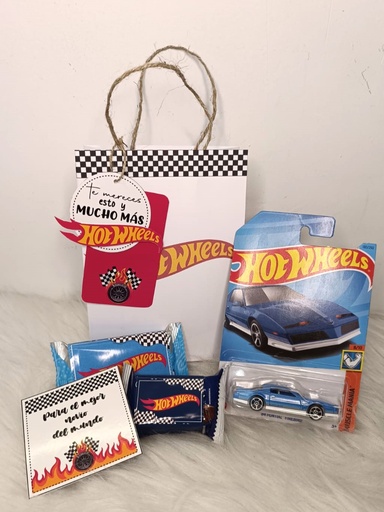 te mereces
esto y
MUCHO MÁS
HOT WHEELS
HOT WHEELS
HOT WHEELS
HOT WHEELS
HOT WHEELS
Para el mejor
novio
del mundo